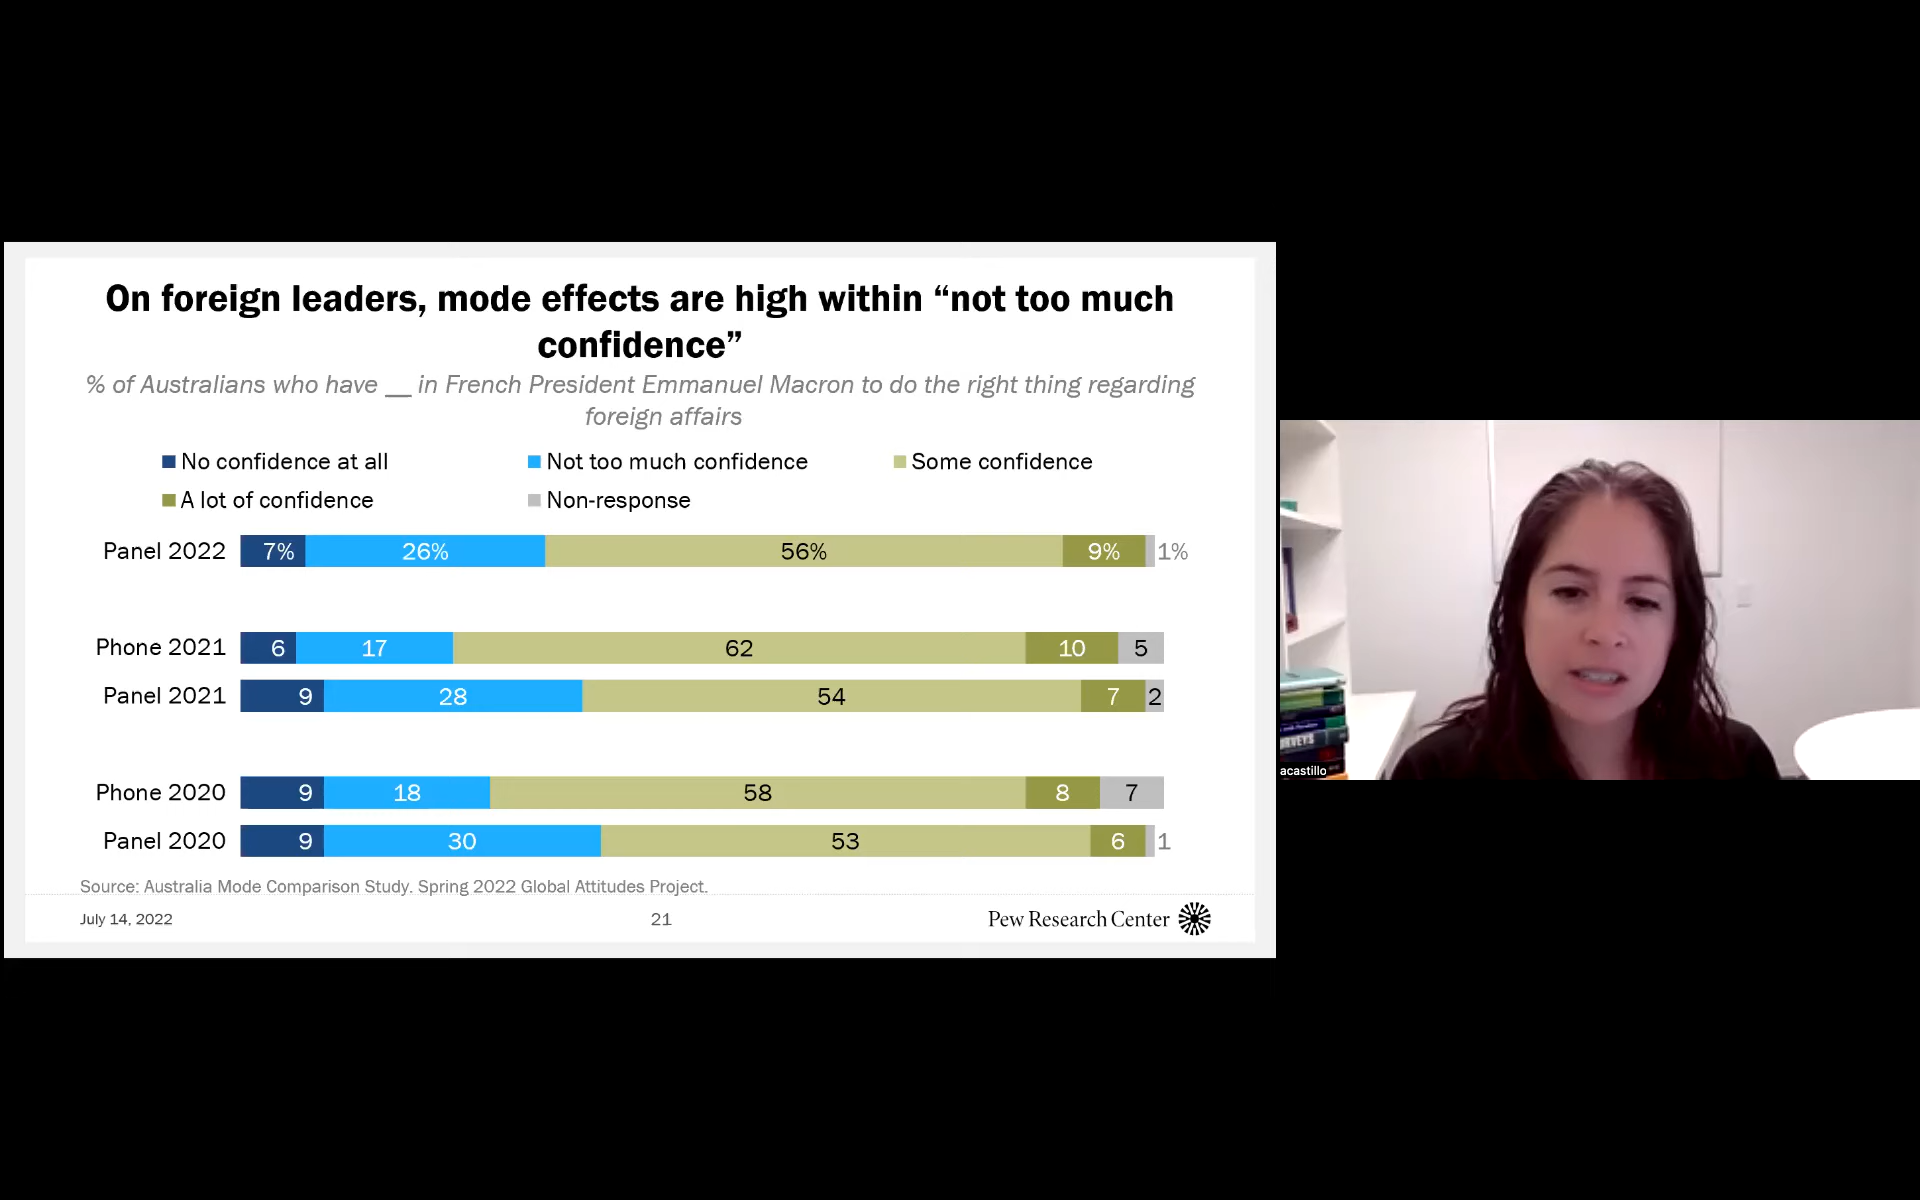 On foreign leaders, mode effects are high within “not too much
confidence”
% of Australians who have __ in French President Emmanuel Macron to do the right thing regarding
foreign affairs
No confidence at all Not too much confidence Some confidence
A lot of confidence Non-response
Panel 2022 7% 26% 56% 9% 1%
Phone 2021 6 17 62 10 5
Panel 2021 9 28 54 7 2
Phone 2020 9 18 58 8 7
Panel 2020 9 30 53 6 1
Source: Australia Mode Comparison Study. Spring 2022 Global Attitudes Project.
July 14, 2022 21 Pew Research Center
acastillo